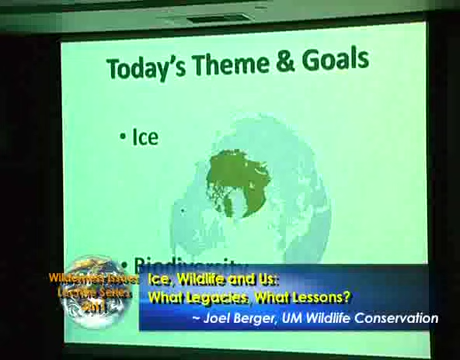 Today's Theme & Goals
• Ice
• Biodiversity
Wilderness Issues
Lecture Series
2011
Ice, Wildlife and Us:
What Legacies, What Lessons?
~ Joel Berger, UM Wildlife Conservation